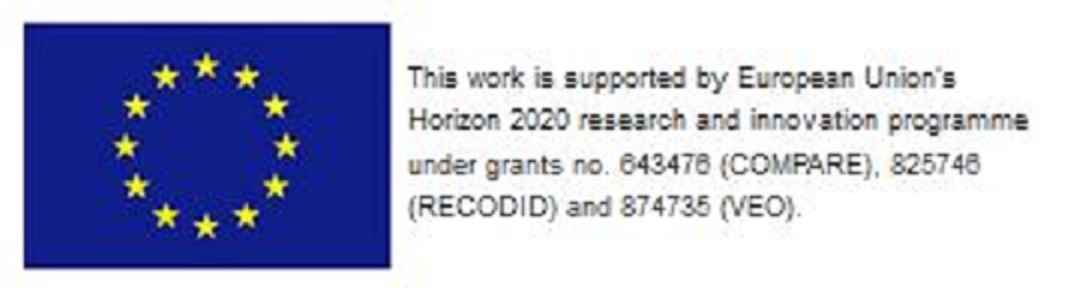 This work is supported by European Union's
Horizon 2020 research and innovation programme
under grants no. 643476 (COMPARE), 825746
(RECODID) and 874735 (VEO).